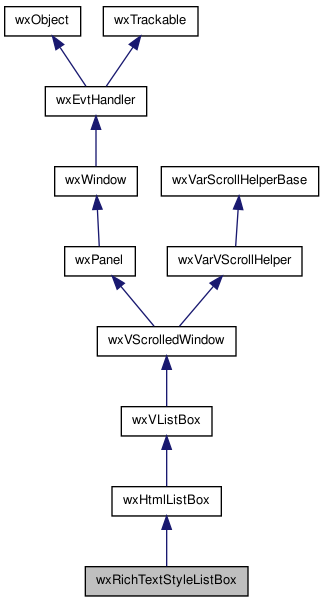 wxObject
wxTrackable
wxEvtHandler
wxWindow
wxVarScrollHelperBase
wxPanel
wxVarVScrollHelper
wxVScrolledWindow
wxVListBox
wxHtmlListBox
wxRichTextStyleListBox